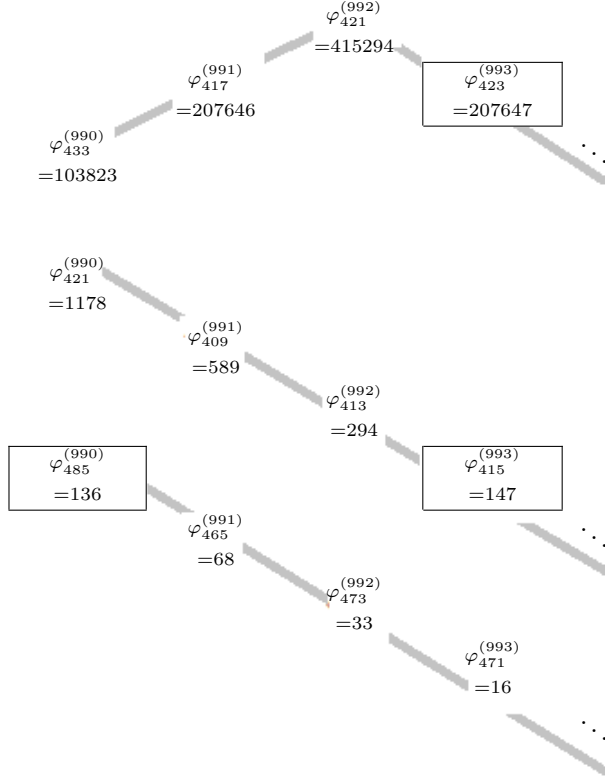 φ_{421}^{(992)}
=415294
φ_{417}^{(991)}
=207646
φ_{423}^{(993)}
=207647
φ_{433}^{(990)}
=103823
⋱
φ_{421}^{(990)}
=1178
φ_{409}^{(991)}
=589
φ_{413}^{(992)}
=294
φ_{415}^{(993)}
=147
φ_{485}^{(990)}
=136
φ_{465}^{(991)}
=68
⋱
φ_{473}^{(992)}
=33
φ_{471}^{(993)}
=16
⋱